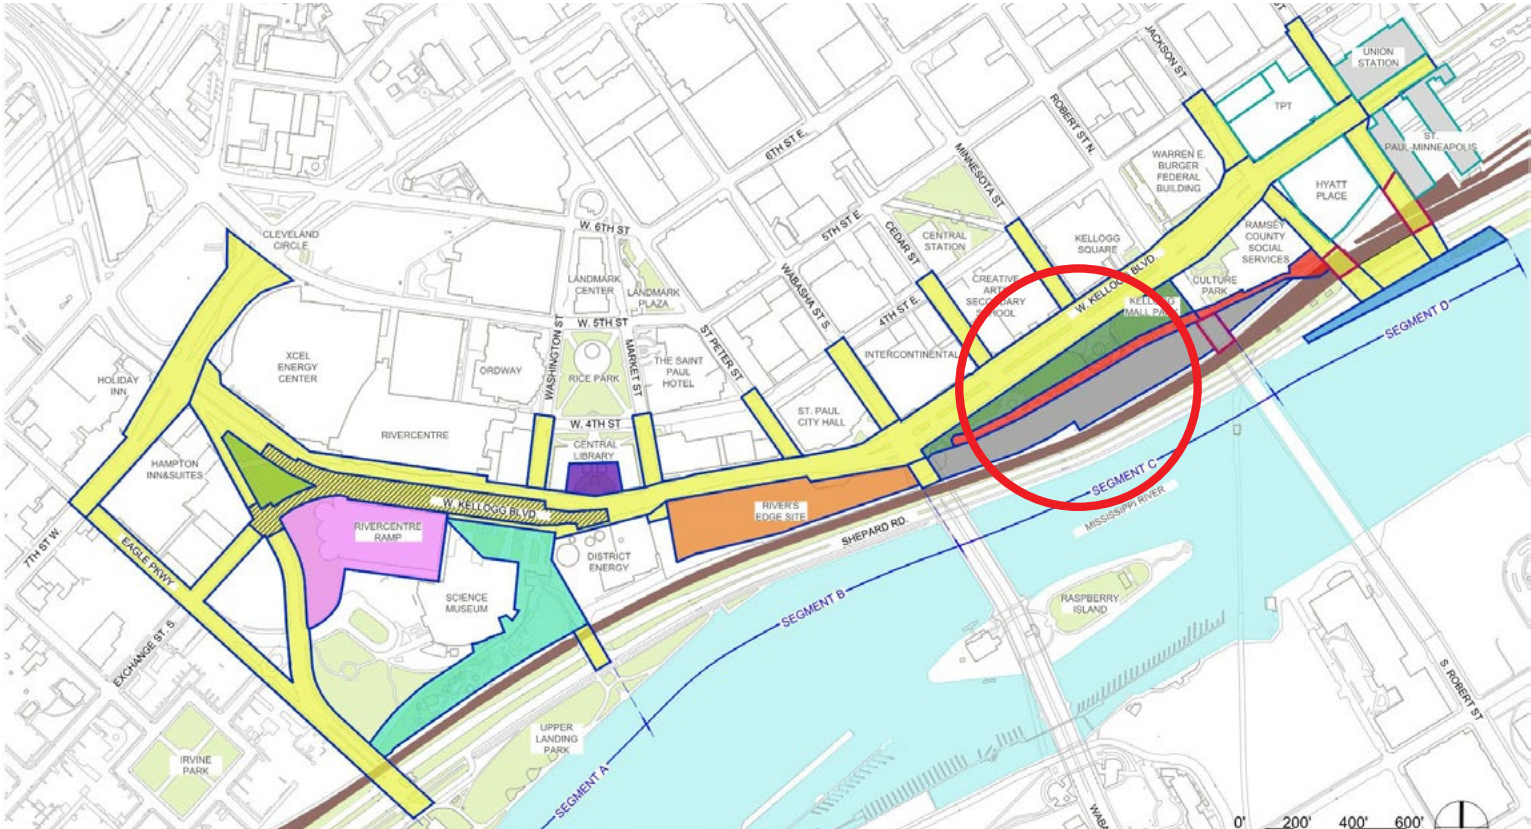 JACKSON ST
ST
UNION
STATION
TPT
ROBERT ST N.
6TH ST E.
MINNESOTA ST
WARREN E.
BURGER
FEDERAL
BUILDING
ST.
PAUL-MINNEAPOLIS
HYATT
PLACE
CLEVELAND
CIRCLE
W. 6TH ST
5TH ST E
CEDAR ST
CENTRAL
STATION
KELLOGG
SQUARE
RAMSEY
COUNTY
SOCIAL
SERVICES
LANDMARK
CENTER
LANDMARK
PLAZA
WABASHA ST S.
4TH ST E.
CREATIVE
ARTS
SECONDARY
SCHOOL
W. KELLOGG BLVD.
CULTURE
PARK
KELLOGG
MALL PA
SEGMENT D
XCEL
ENERGY
CENTER
ORDWAY
WASHINGTON ST
W. 5TH ST
RICE PARK
MARKET ST
THE SAINT
PAUL
HOTEL
ST PETER ST
INTERCONTINENTAL
HOLIDAY
INN
RIVERCENTRE
W. 4TH ST
ST. PAUL
CITY HALL
HAMPTON
INN&SUITES
CENTRAL
LIBRARY
SEGMENT C
MISSISSIPPI RIVER
W. KELLOGG BLVD
RIVER'S
EDGE SITE
SHEPARD RD.
7TH ST W.
EAGLE PKWY
RIVERCENTRE
RAMP
DISTRICT
ENERGY
SCIENCE
MUSEUM
SEGMENT B
RASPBERRY
ISLAND
EXCHANGE ST. S.
S. ROBERT ST
UPPER
LANDING
PARK
IRVINE
PARK
SEGMENT A
WABA
0' 200' 400' 600'